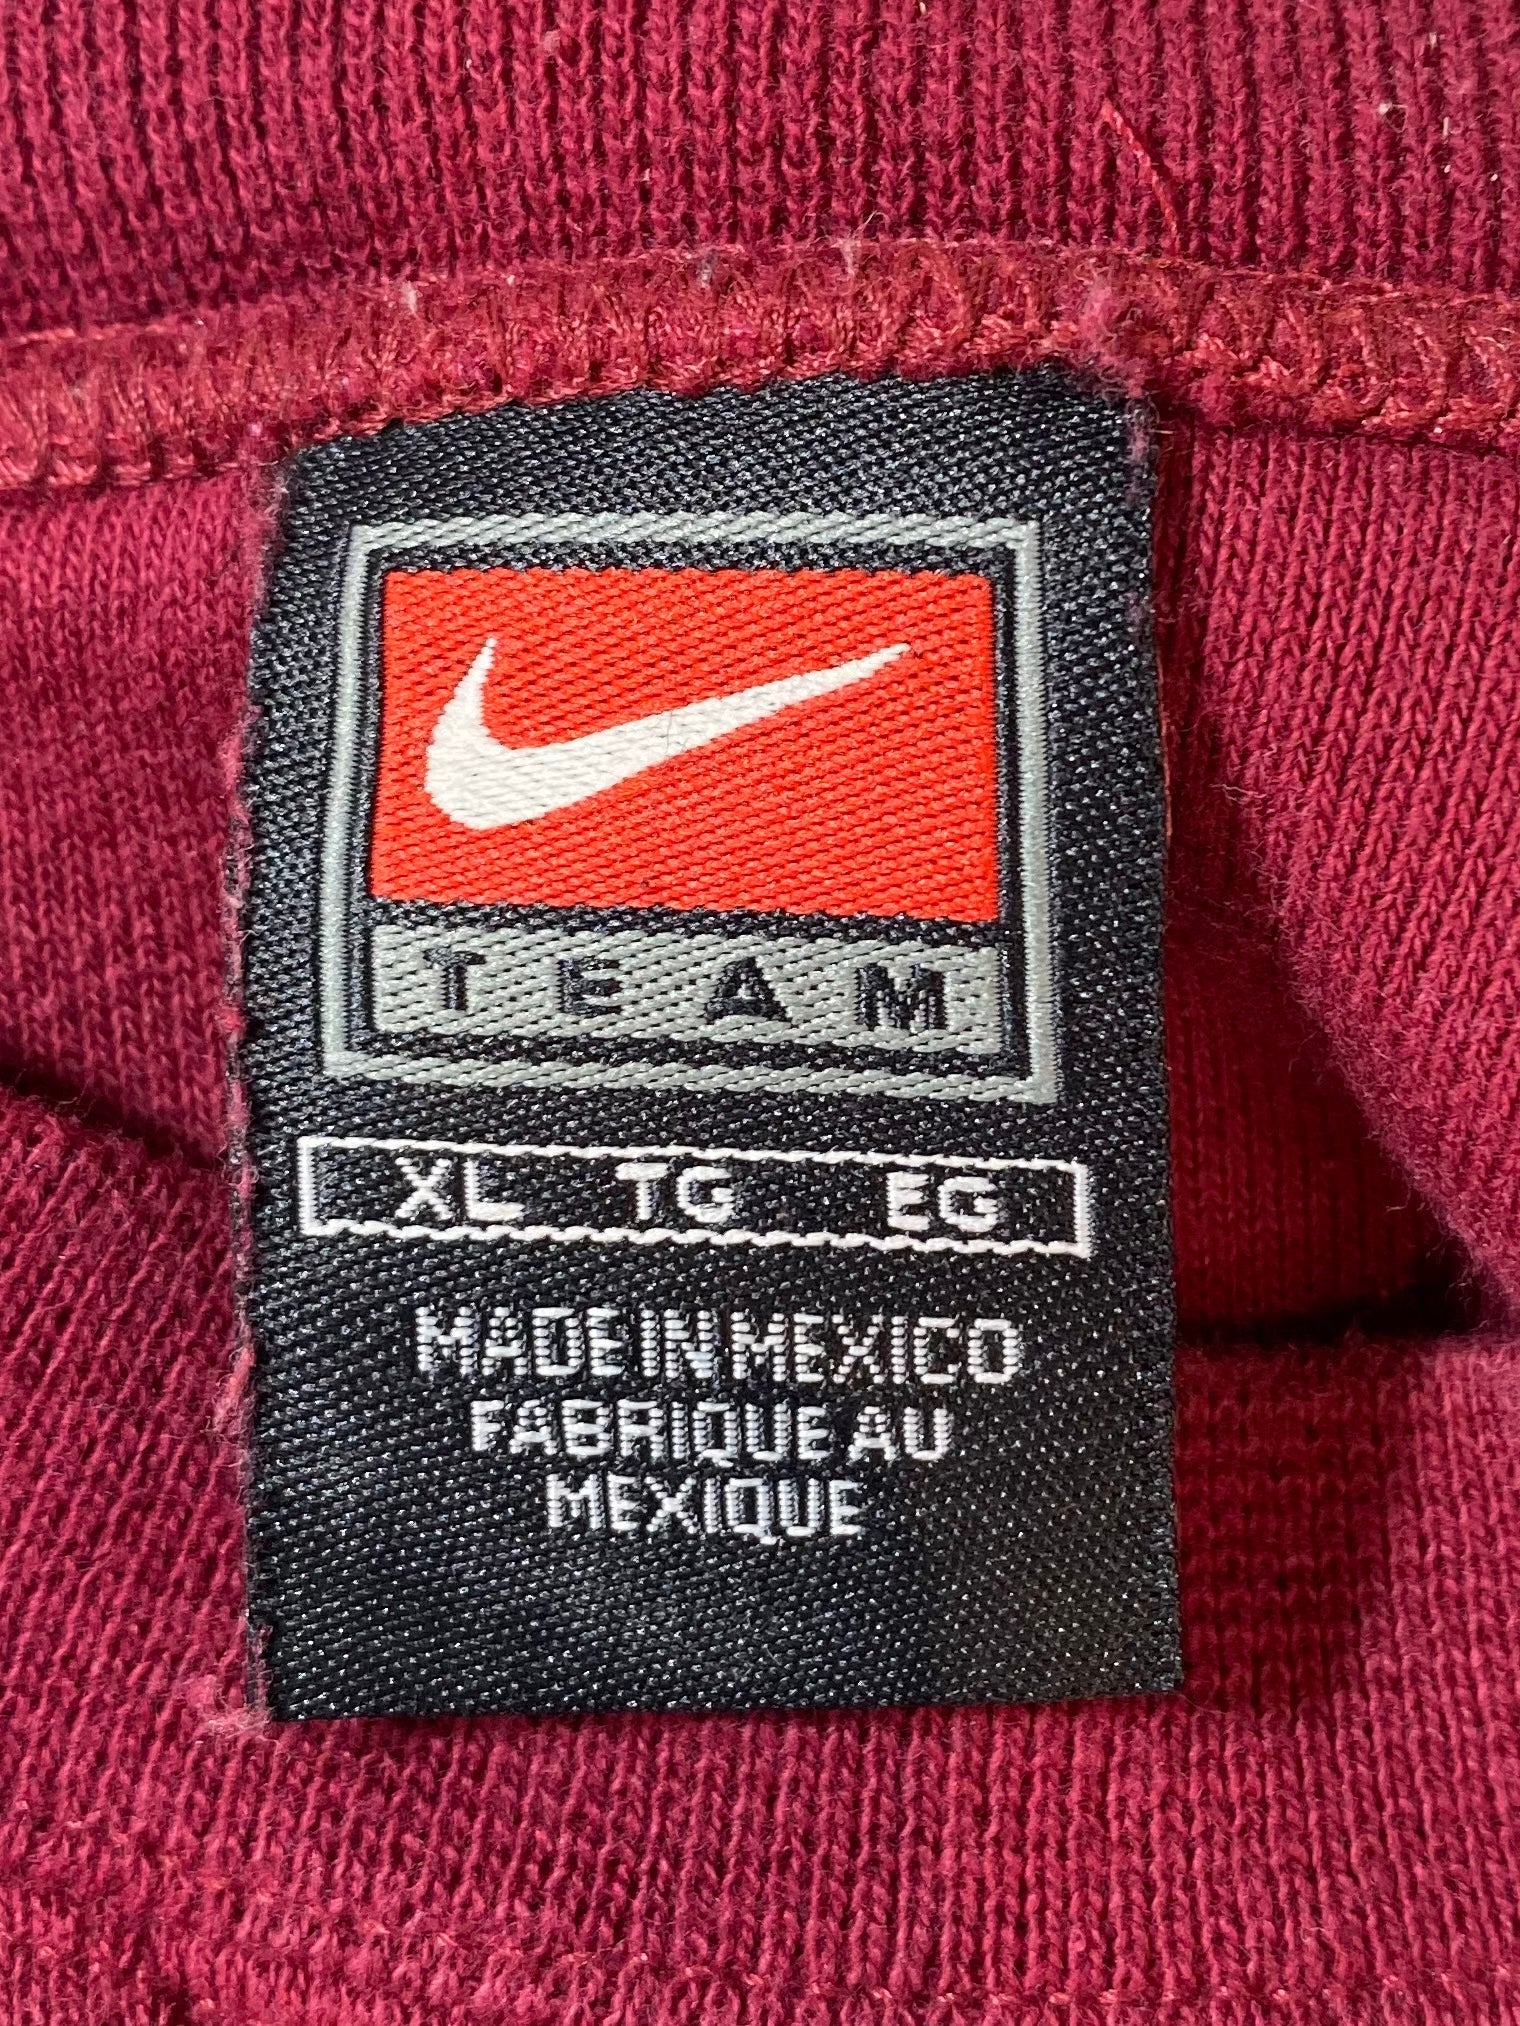 TEAM
XL TG EG
MADE IN MEXICO
FABRIQUE AU
MEXIQUE